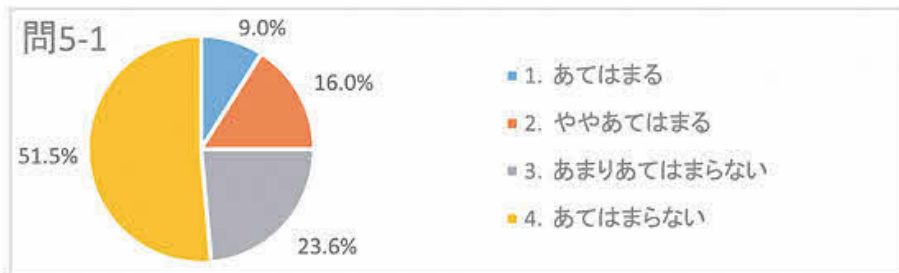 問5-1
9.0%
16.0%
23.6%
51.5%
1. あてはまる
2. ややあてはまる
3. あまりあてはまらない
4. あてはまらない